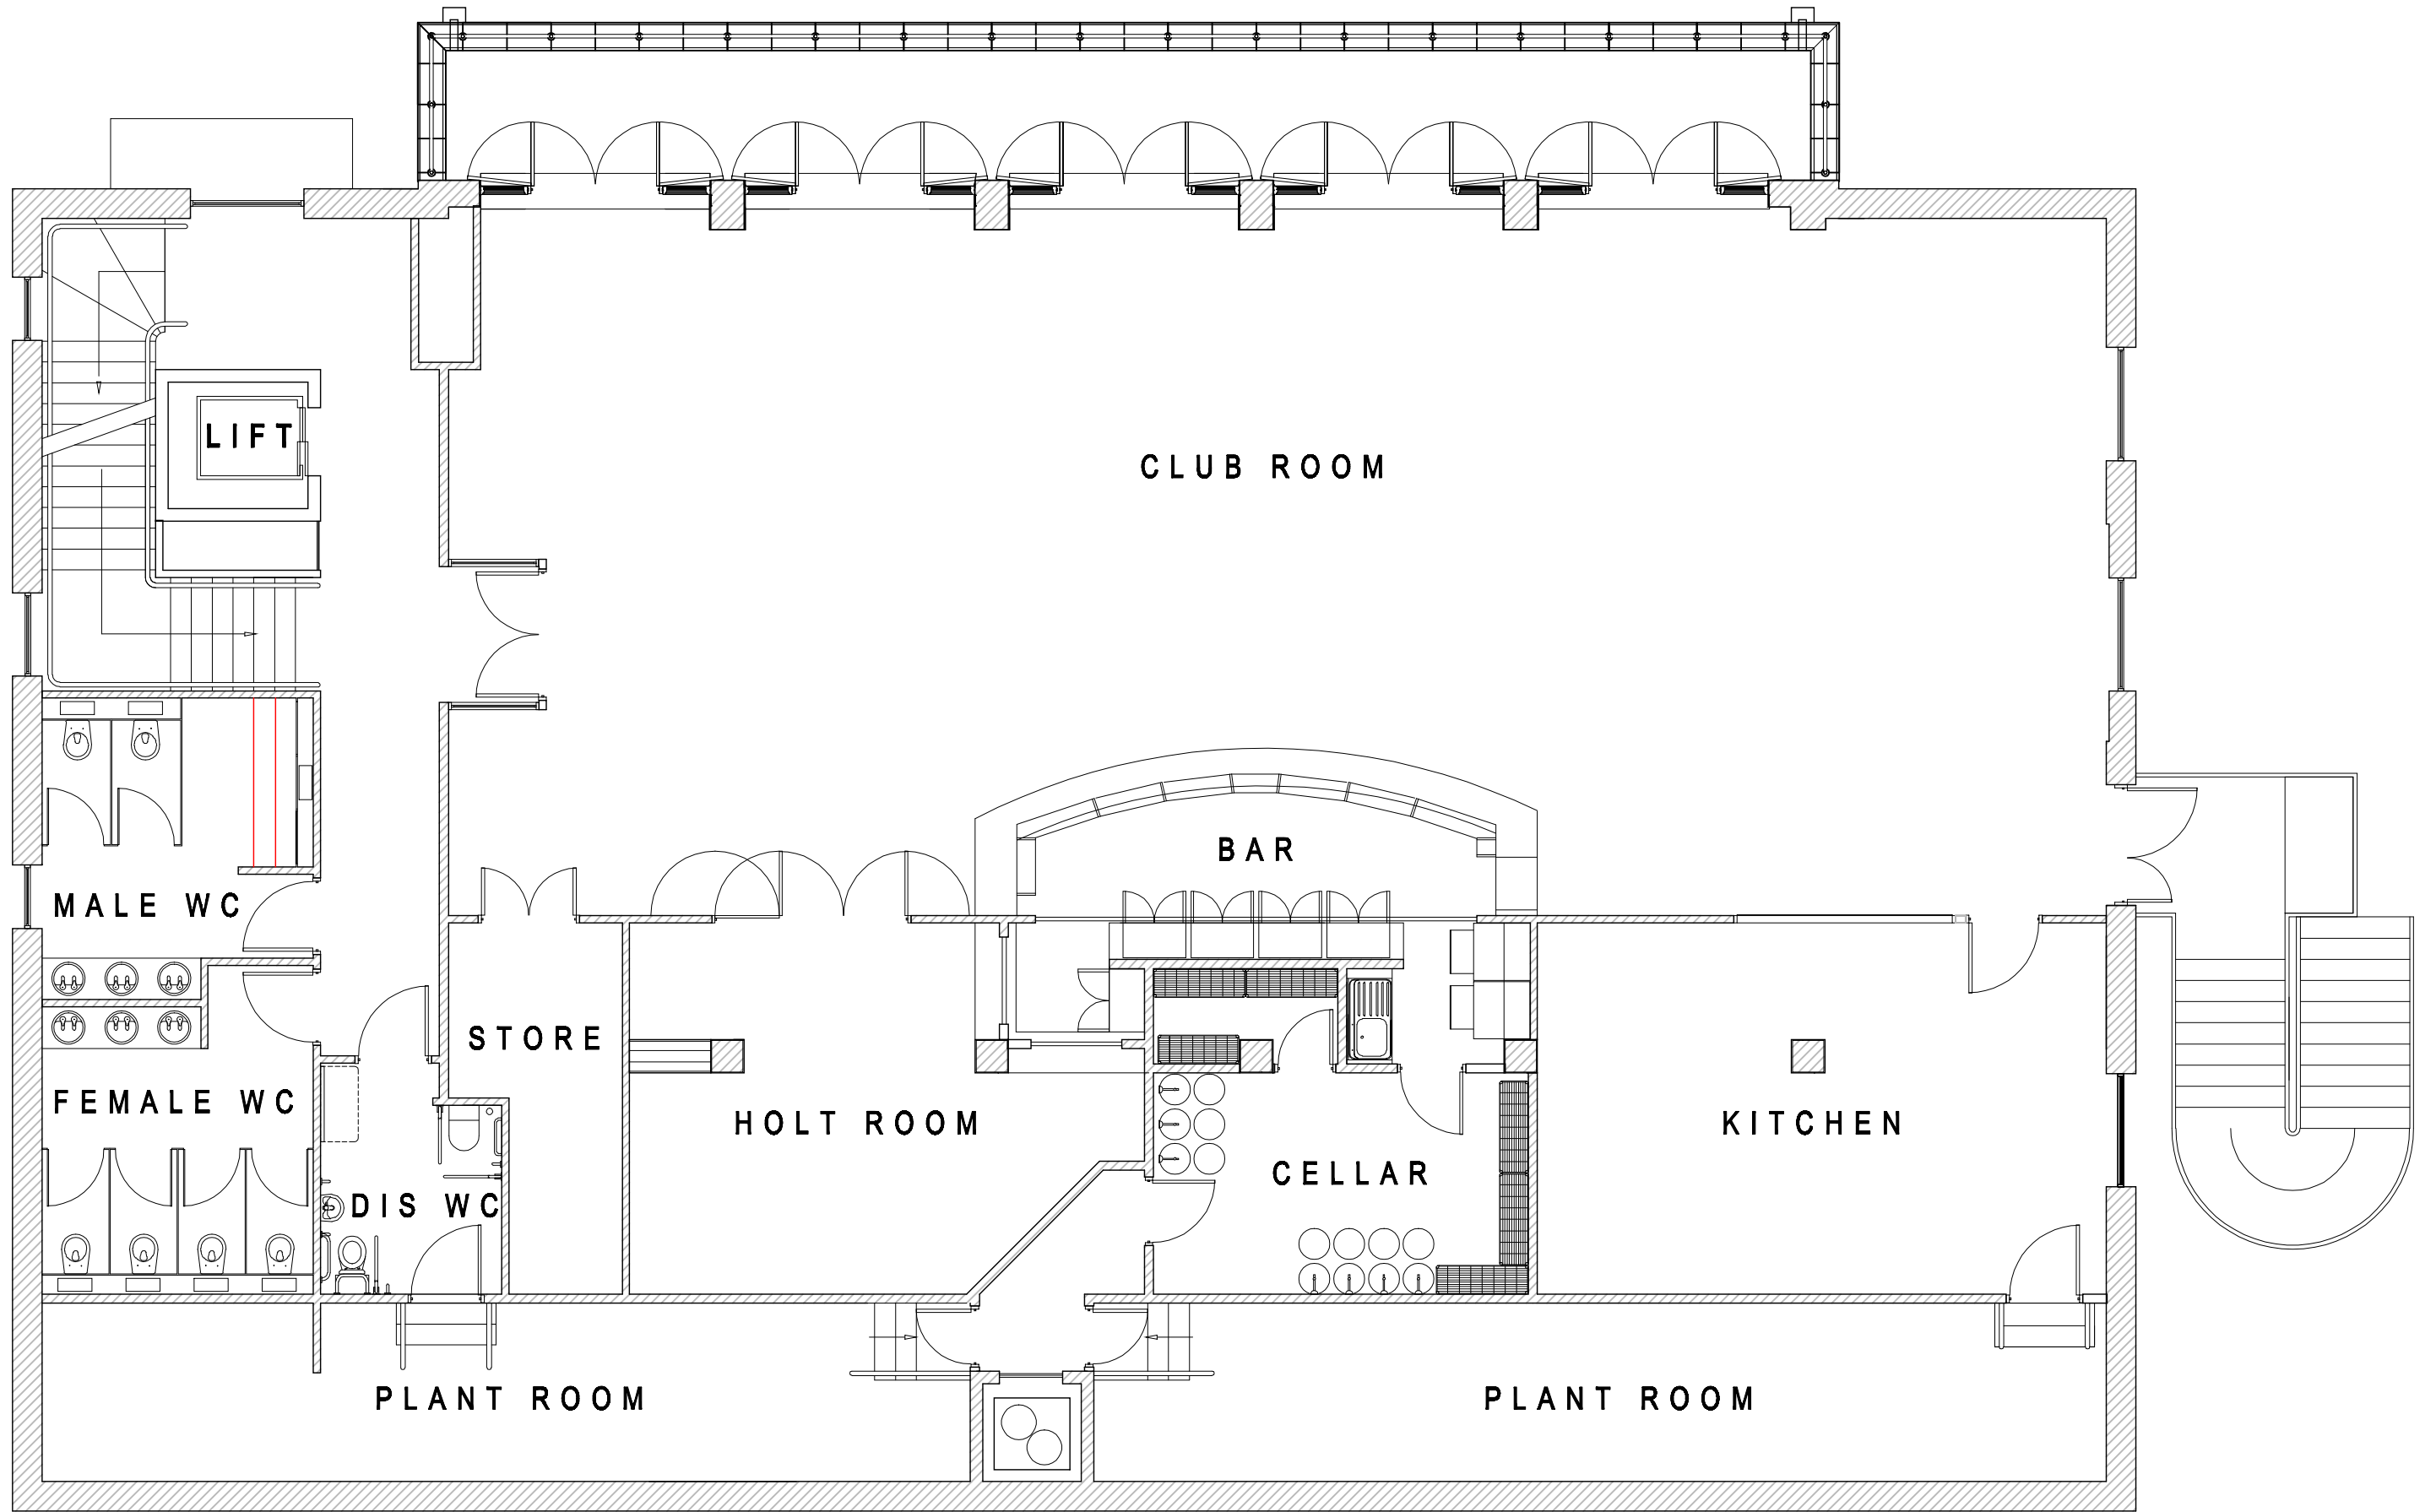 LIFT
CLUB ROOM
BAR
MALE WC
STORE
FEMALE WC
HOLT ROOM
KITCHEN
CELLAR
DIS WC
PLANT ROOM
PLANT ROOM